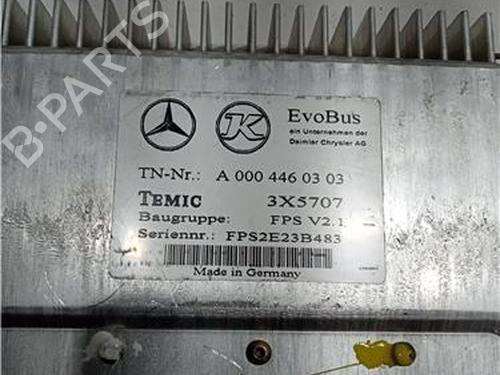 B-PARTS
K
EvoBus
ein Unternehmen der
Daimler Chrysler AG
TN-Nr.: A 000 446 03 03
TEMIC 3X5707
Baugruppe: FPS V2.1
Seriennr.: FPS2E23B483
Made in Germany